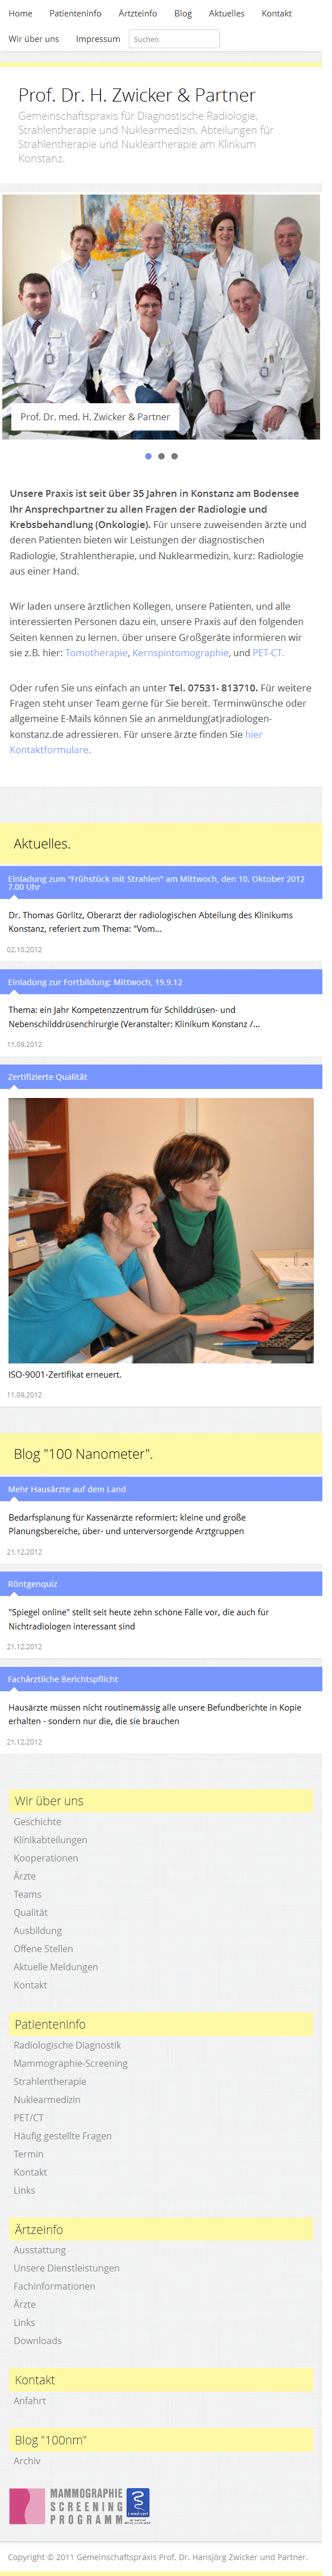 Home Patienteninfo Ärtzteinfo Blog Aktuelles Kontakt
Wir über uns Impressum Suchen
Prof. Dr. H. Zwicker & Partner
Gemeinschaftspraxis für Diagnostische Radiologie,
Strahlentherapie und Nuklearmedizin. Abteilungen für
Strahlentherapie und Nukleartherapie am Klinkum
Konstanz.
Prof. Dr. med. H. Zwicker & Partner
Unsere Praxis ist seit über 35 Jahren in Konstanz am Bodensee
Ihr Ansprechpartner zu allen Fragen der Radiologie und
Krebsbehandlung (Onkologie). Für unsere zuweisenden ärzte und
deren Patienten bieten wir Leistungen der diagnostischen
Radiologie, Strahlentherapie, und Nuklearmedizin, kurz: Radiologie
aus einer Hand.
Wir laden unsere ärztlichen Kollegen, unsere Patienten, und alle
interessierten Personen dazu ein, unsere Praxis auf den folgenden
Seiten kennen zu lernen. über unsere Großgeräte informieren wir
sie z.B. hier: Tomotherapie, Kernspintomographie, und PET-CT.
Oder rufen Sie uns einfach an unter Tel. 07531- 813710. Für weitere
Fragen steht unser Team gerne für Sie bereit. Terminwünsche oder
allgemeine E-Mails können Sie an anmeldung(at)radiologen-
konstanz.de adressieren. Für unsere ärzte finden Sie hier
Kontaktformulare.
Aktuelles.
Einladung zum "Frühstück mit Strahlen" am Mittwoch, den 10. Oktober 2012
7.00 Uhr
Dr. Thomas Görlitz, Oberarzt der radiologischen Abteilung des Klinikums
Konstanz, referiert zum Thema: "Vom...
02.10.2012
Einladung zur Fortbildung: Mittwoch, 19.9.12
Thema: ein Jahr Kompetenzzentrum für Schilddrüsen- und
Nebenschilddrüsenchirurgie (Veranstalter: Klinikum Konstanz /...
11.09.2012
Zertifizierte Qualität
ISO-9001-Zertifikat erneuert.
11.09.2012
Blog "100 Nanometer".
Mehr Hausärzte auf dem Land
Bedarfsplanung für Kassenärzte reformiert: kleine und große
Planungsbereiche, über- und unterversorgende Arztgruppen
21.12.2012
Röntgenquiz
"Spiegel online" stellt seit heute zehn schöne Fälle vor, die auch für
Nichtradiologen interessant sind
21.12.2012
Fachärztliche Berichtspflicht
Hausärzte müssen nicht routinemässig alle unsere Befundberichte in Kopie
erhalten - sondern nur die, die sie brauchen
21.12.2012
Wir über uns
Geschichte
Klinikabteilungen
Kooperationen
Ärzte
Teams
Qualität
Ausbildung
Offene Stellen
Aktuelle Meldungen
Kontakt
Patienteninfo
Radiologische Diagnostik
Mammographie-Screening
Strahlentherapie
Nuklearmedizin
PET/CT
Häufig gestellte Fragen
Termin
Kontakt
Links
Ärtzeinfo
Ausstattung
Unsere Dienstleistungen
Fachinformationen
Ärzte
Links
Downloads
Kontakt
Anfahrt
Blog "100nm"
Archiv
MAMMOGRAPHIE
SCREENING
PROGRAMM
Copyright © 2011 Gemeinschaftspraxis Prof. Dr. Hansjörg Zwicker und Partner.